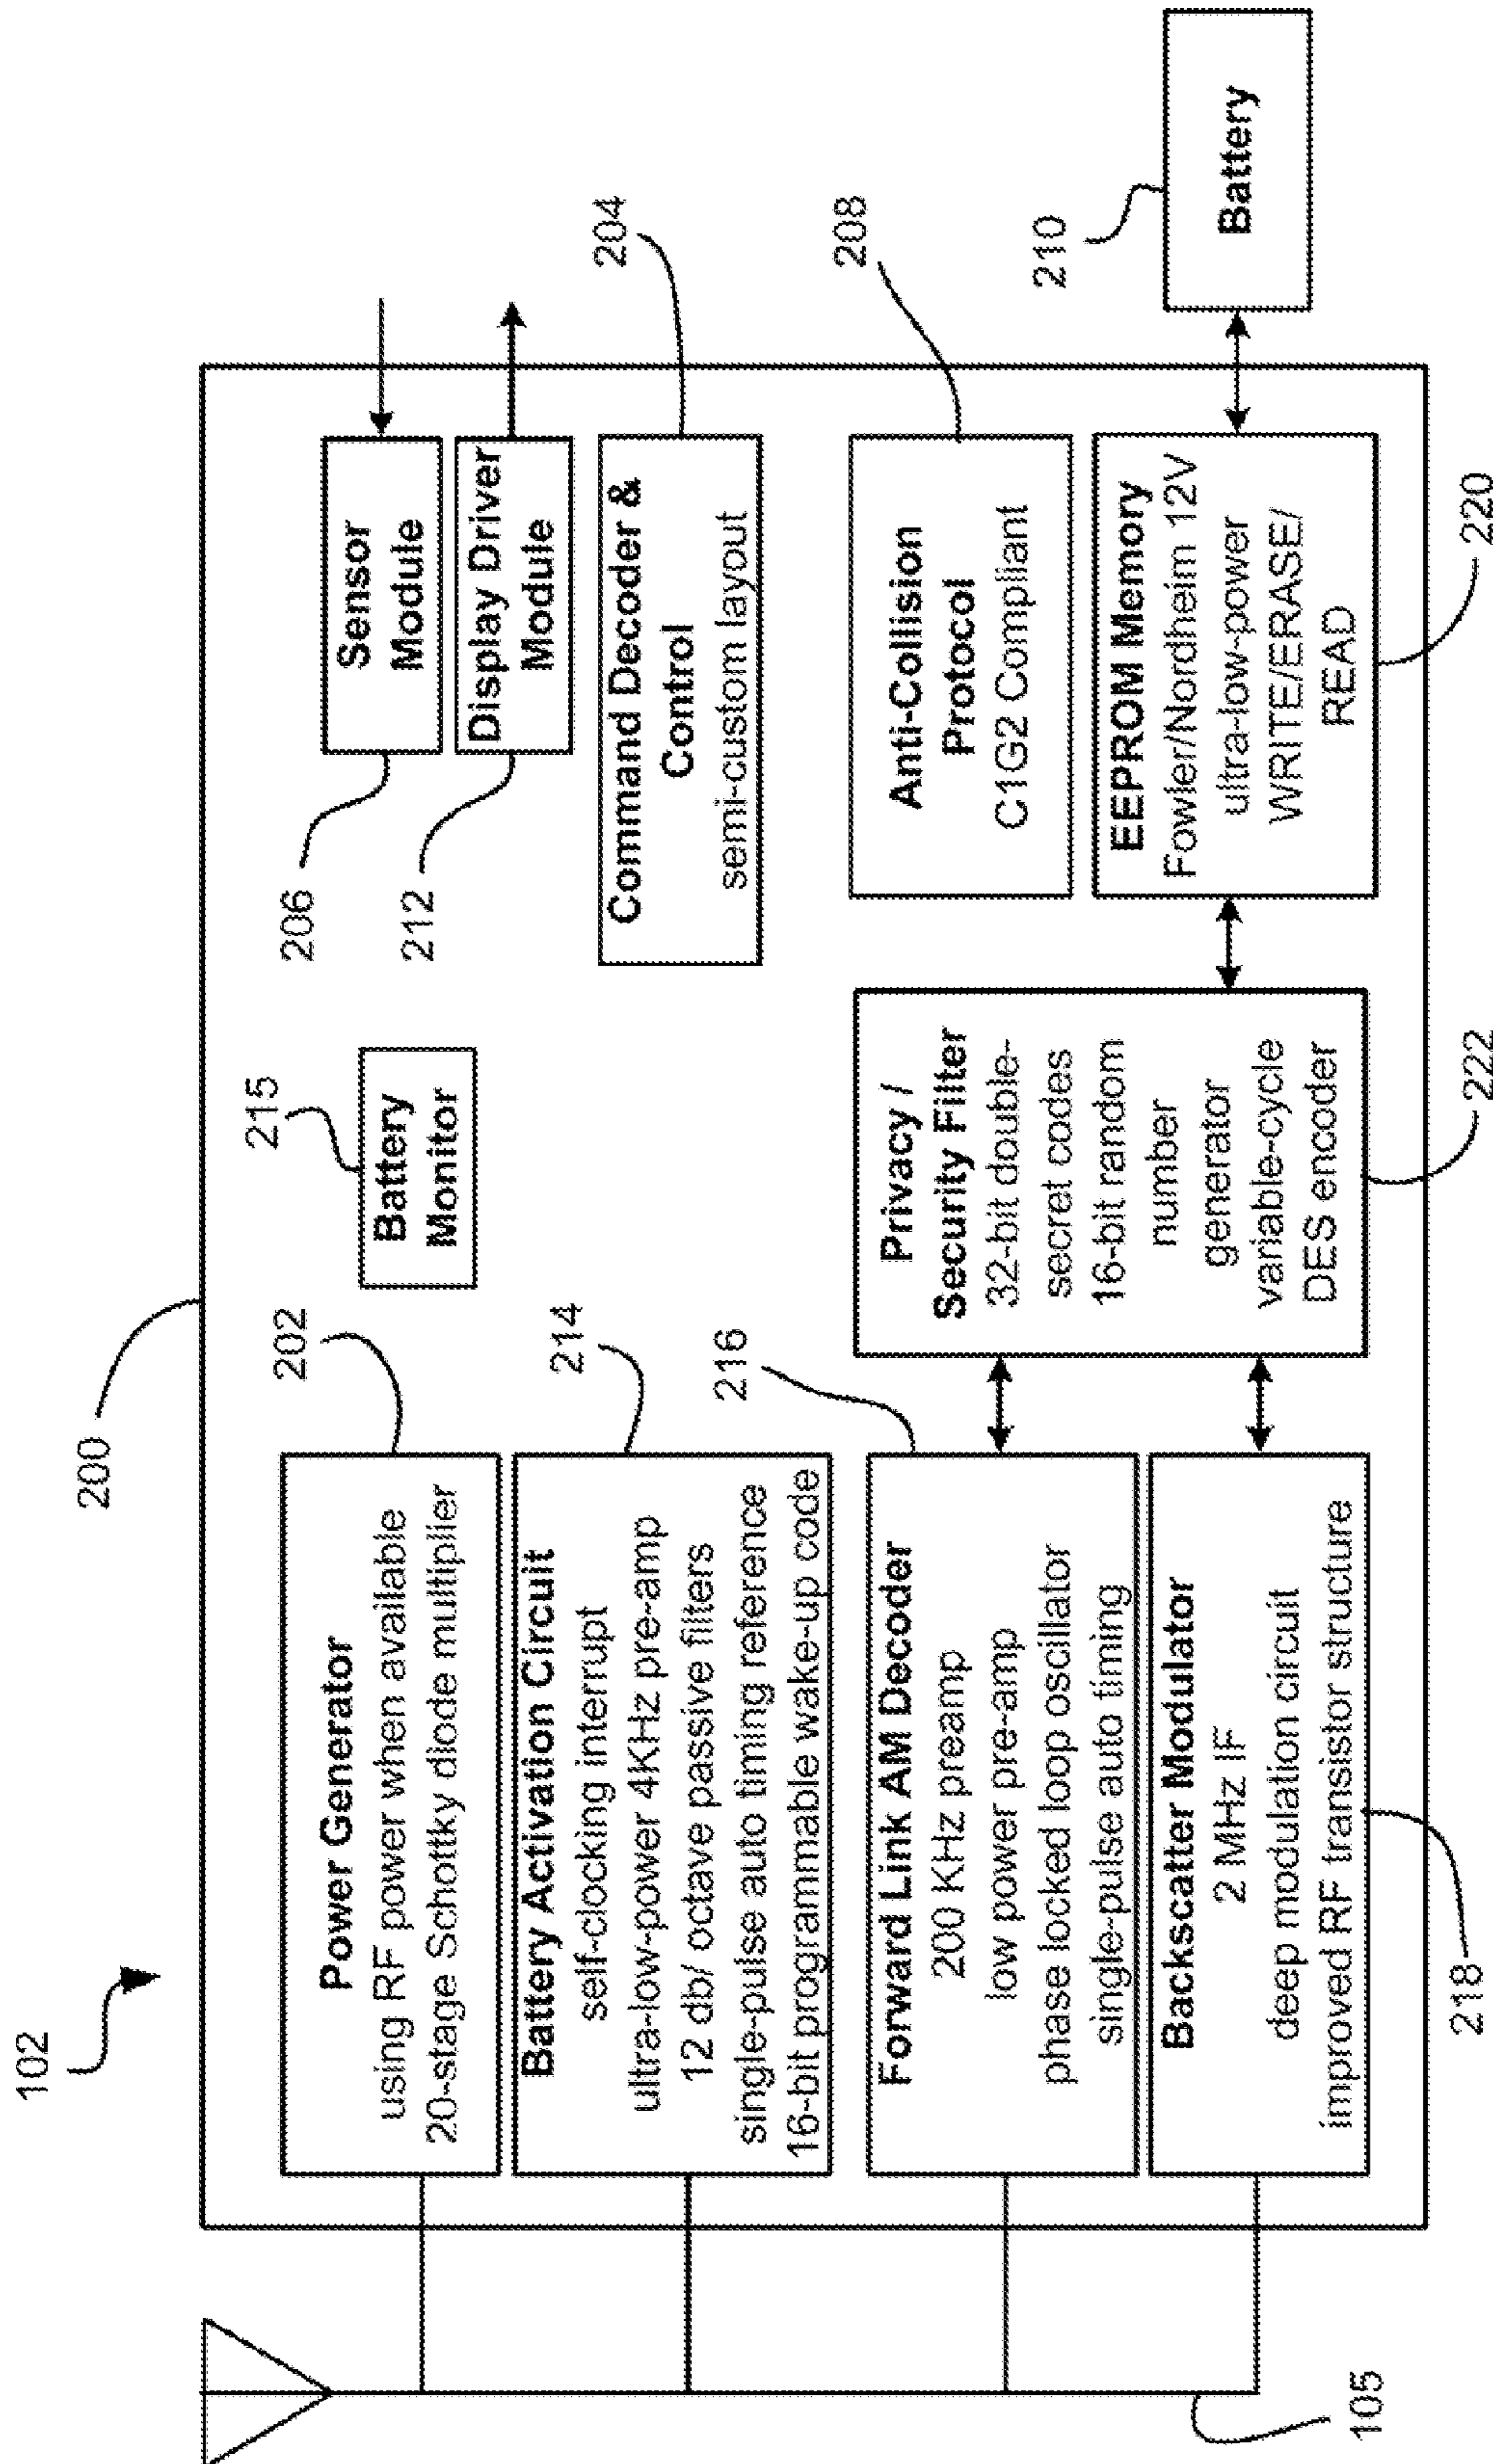 102
200
Power Generator
using RF power when available
20-stage Schottky diode multiplier
202
Battery Activation Circuit
self-clocking interrupt
ultra-low-power 4KHz pre-amp
12 db/ octave passive filters
single-pulse auto timing reference
16-bit programmable wake-up code
214
Forward Link AM Decoder
200 KHz preamp
low power pre-amp
phase locked loop oscillator
single-pulse auto timing
216
Backscatter Modulator
2 MHz IF
deep modulation circuit
improved RF transistor structure
218
105
215
Battery
Monitor
Privacy /
Security Filter
32-bit double-
secret codes
16-bit random
number
generator
variable-cycle
DES encoder
222
Sensor
Module
206
Display Driver
Module
212
Command Decoder &
Control
semi-custom layout
204
Anti-Collision
Protocol
C1G2 Compliant
208
EEPROM Memory
Fowler/Nordheim 12V
ultra-low-power
WRITE/ERASE/
READ
220
210
Battery